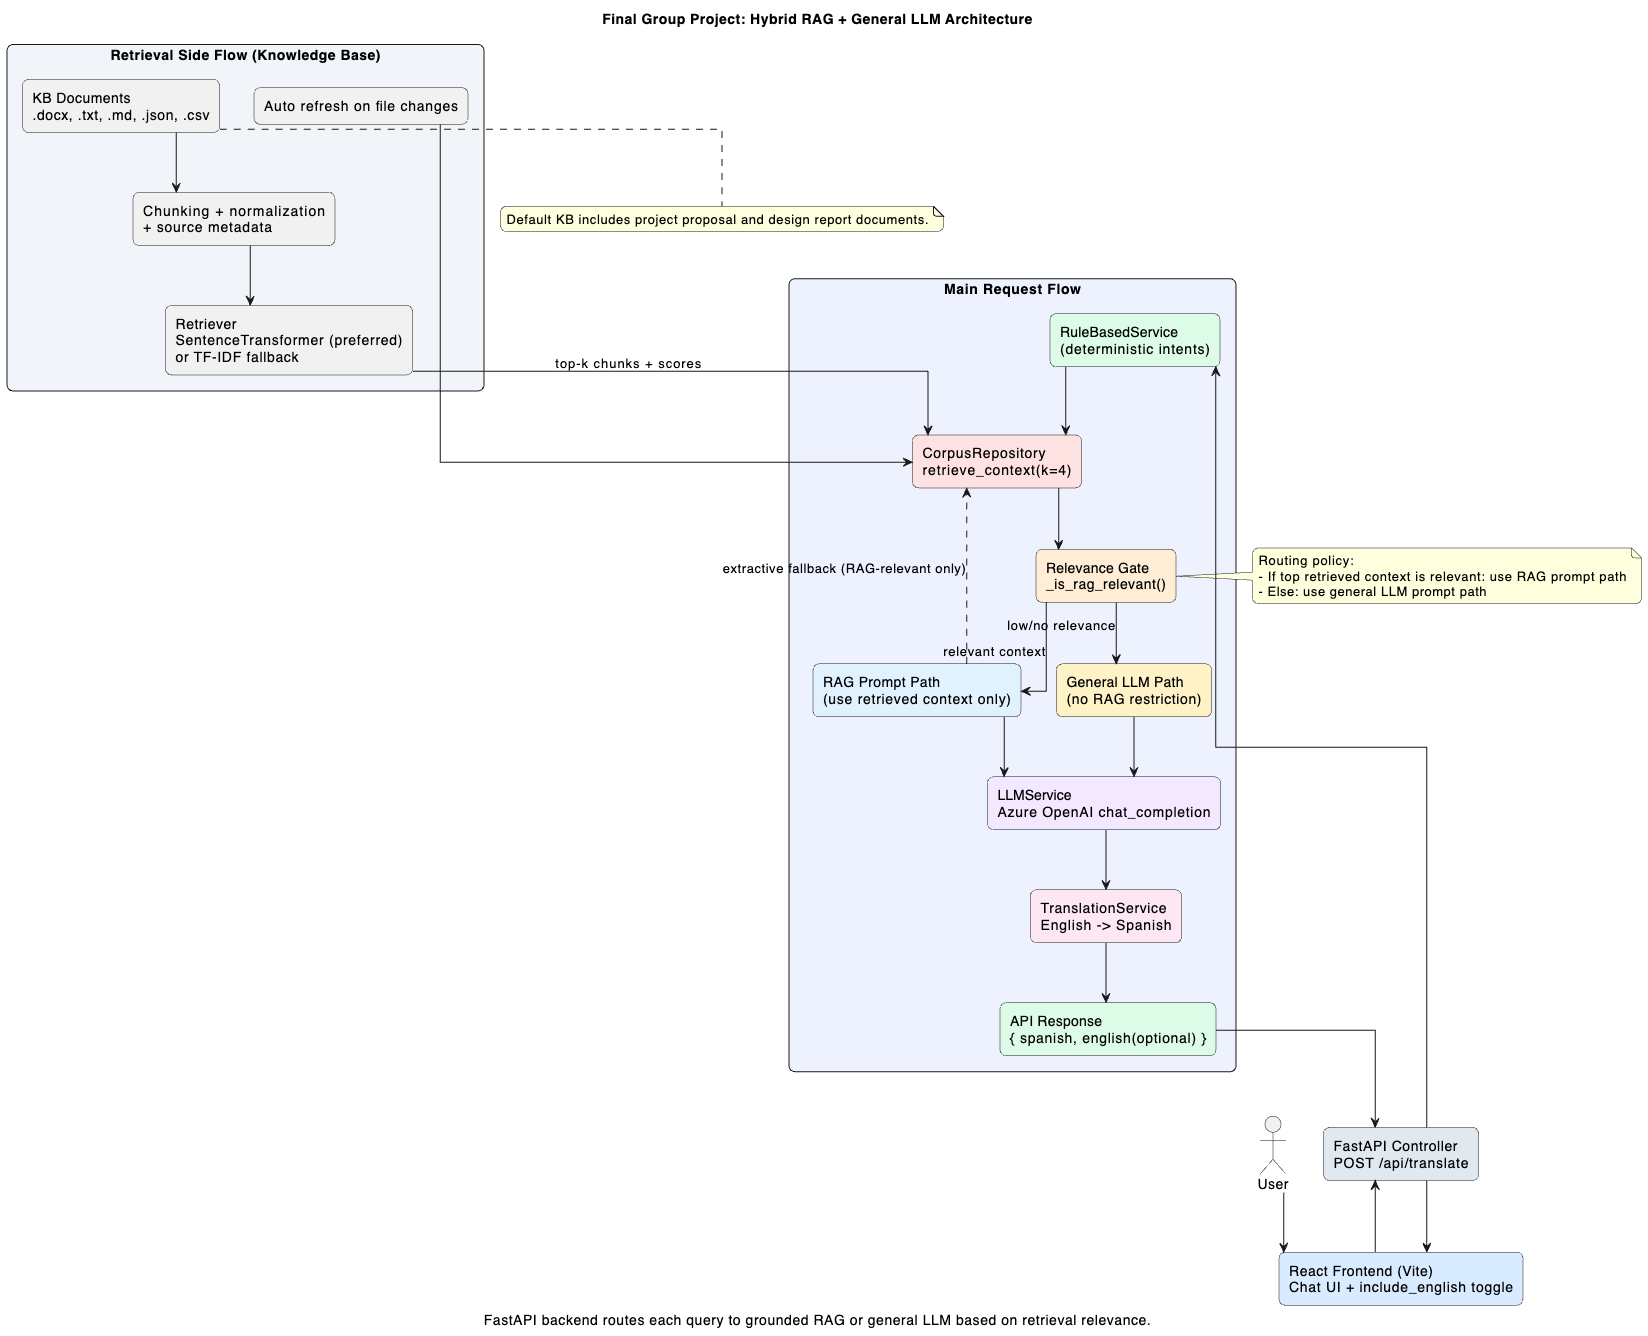 Final Group Project: Hybrid RAG + General LLM Architecture
Retrieval Side Flow (Knowledge Base)
KB Documents
.docx, .txt, .md, .json, .csv
Auto refresh on file changes
Chunking + normalization
+ source metadata
Default KB includes project proposal and design report documents.
Retriever
SentenceTransformer (preferred)
or TF-IDF fallback
top-k chunks + scores
Main Request Flow
RuleBasedService
(deterministic intents)
CorpusRepository
retrieve_context(k=4)
extractive fallback (RAG-relevant only)
Relevance Gate
_is_rag_relevant()
Routing policy:
- If top retrieved context is relevant: use RAG prompt path
- Else: use general LLM prompt path
low/no relevance
relevant context
RAG Prompt Path
(use retrieved context only)
General LLM Path
(no RAG restriction)
LLMService
Azure OpenAI chat_completion
TranslationService
English -> Spanish
API Response
{ spanish, english(optional) }
User
FastAPI Controller
POST /api/translate
React Frontend (Vite)
Chat UI + include_english toggle
FastAPI backend routes each query to grounded RAG or general LLM based on retrieval relevance.